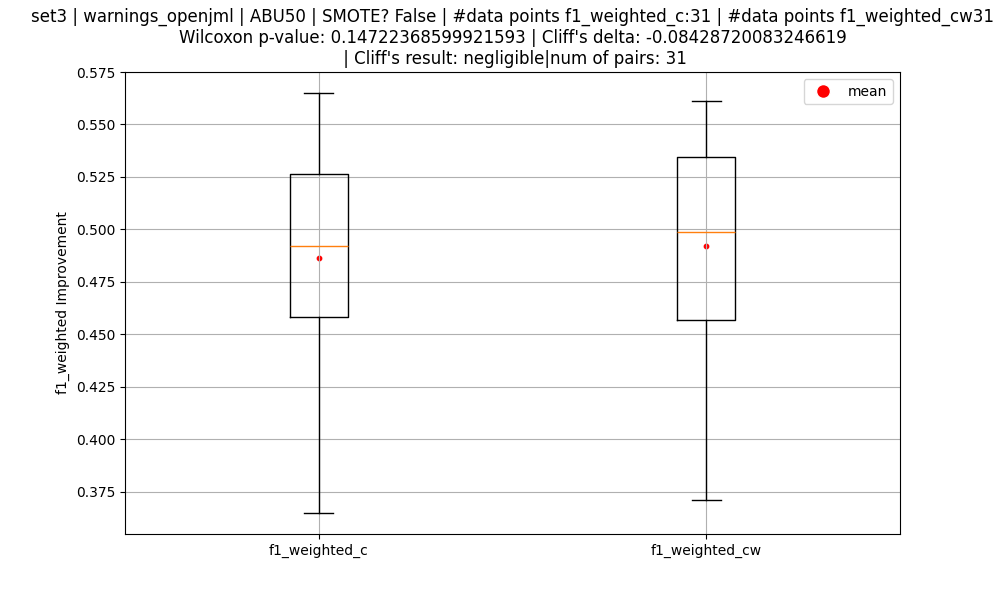 set3 | warnings_openjml | ABU50 | SMOTE? False | #data points f1_weighted_c:31 | #data points f1_weighted_cw31
Wilcoxon p-value: 0.14722368599921593 | Cliff's delta: -0.08428720083246619
| Cliff's result: negligible|num of pairs: 31
mean
f1_weighted Improvement
0.575
0.550
0.525
0.500
0.475
0.450
0.425
0.400
0.375
f1_weighted_c
f1_weighted_cw